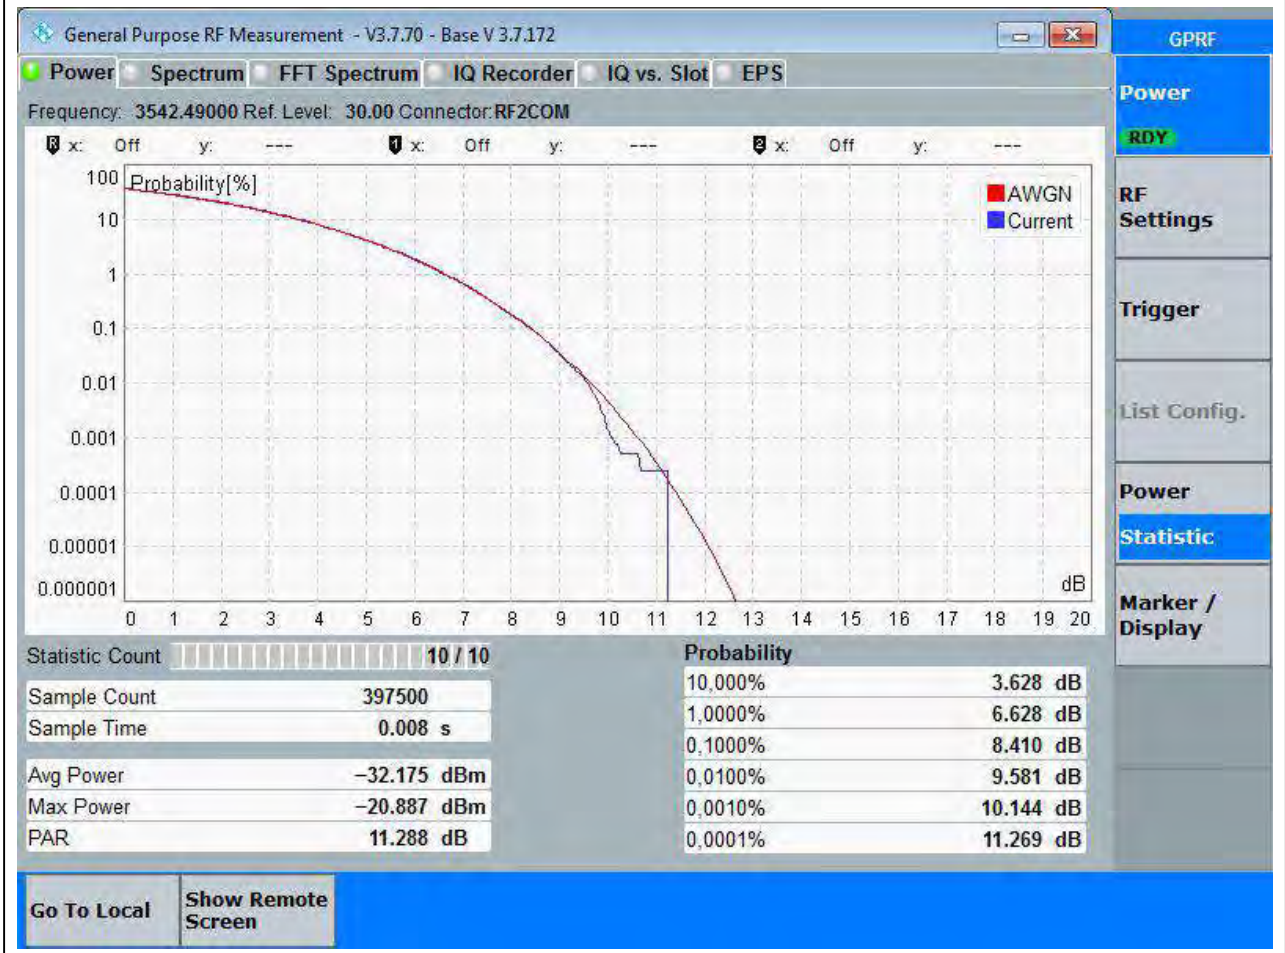 General Purpose RF Measurement - V3.7.70 - Base V 3.7.172
GPRF
Power Spectrum FFT Spectrum IQ Recorder IQ vs. Slot EPS
Frequency: 3542.49000 Ref. Level: 30.00 Connector:RF2COM
R x: Off y: --- 1 x: Off y: --- 2 x: Off y: ---
Probability[%]
AWGN
Current
100
10
1
0.1
0.01
0.001
0.0001
0.00001
0.000001
dB
0 1 2 3 4 5 6 7 8 9 10 11 12 13 14 15 16 17 18 19 20
Statistic Count 10 / 10
Sample Count 397500
Sample Time 0.008 s
Avg Power −32.175 dBm
Max Power −20.887 dBm
PAR 11.288 dB
Probability
10,000% 3.628 dB
1,0000% 6.628 dB
0,1000% 8.410 dB
0,0100% 9.581 dB
0,0010% 10.144 dB
0,0001% 11.269 dB
Power
RDY
RF
Settings
Trigger
List Config.
Power
Statistic
Marker /
Display
Go To Local
Show Remote
Screen